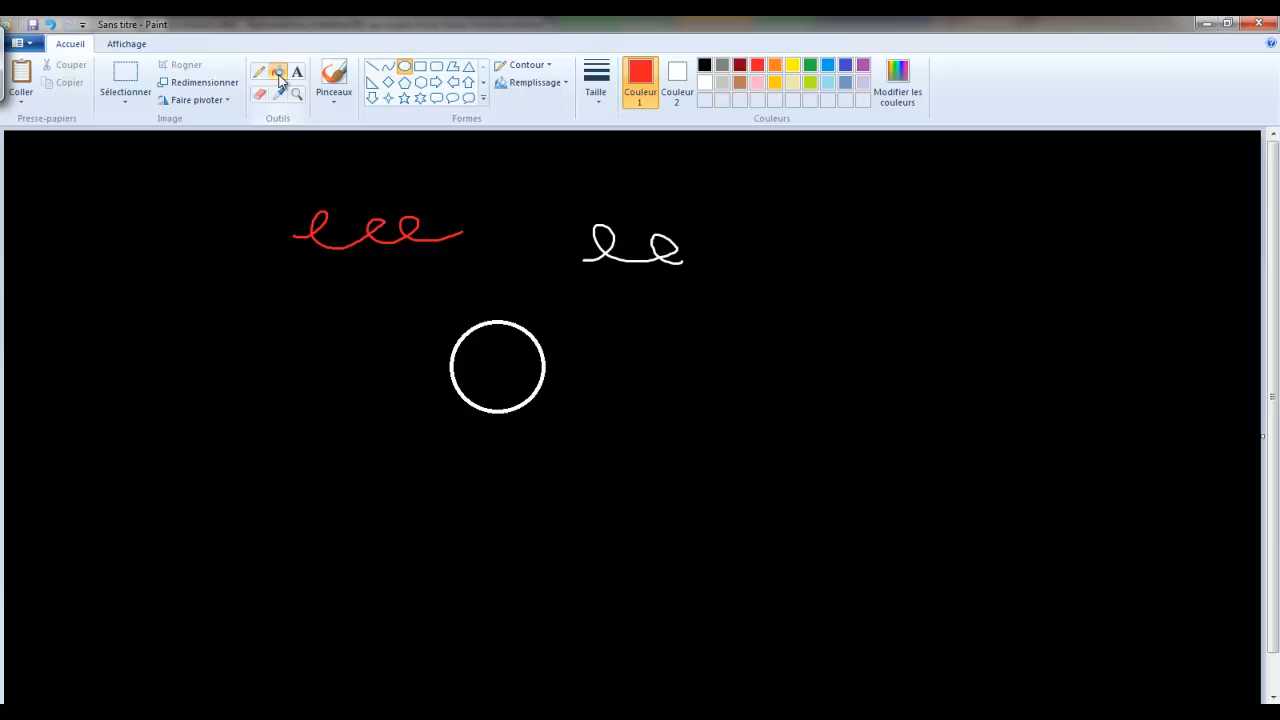 Sans titre - Paint
Accueil Affichage
Coller
Couper
Copier
Presse-papiers
Sélectionner
Rogner
Redimensionner
Faire pivoter
Image
A
Outils
Pinceaux
Contour
Remplissage
Formes
Taille
Couleur 1
Couleur 2
Modifier les couleurs
Couleurs